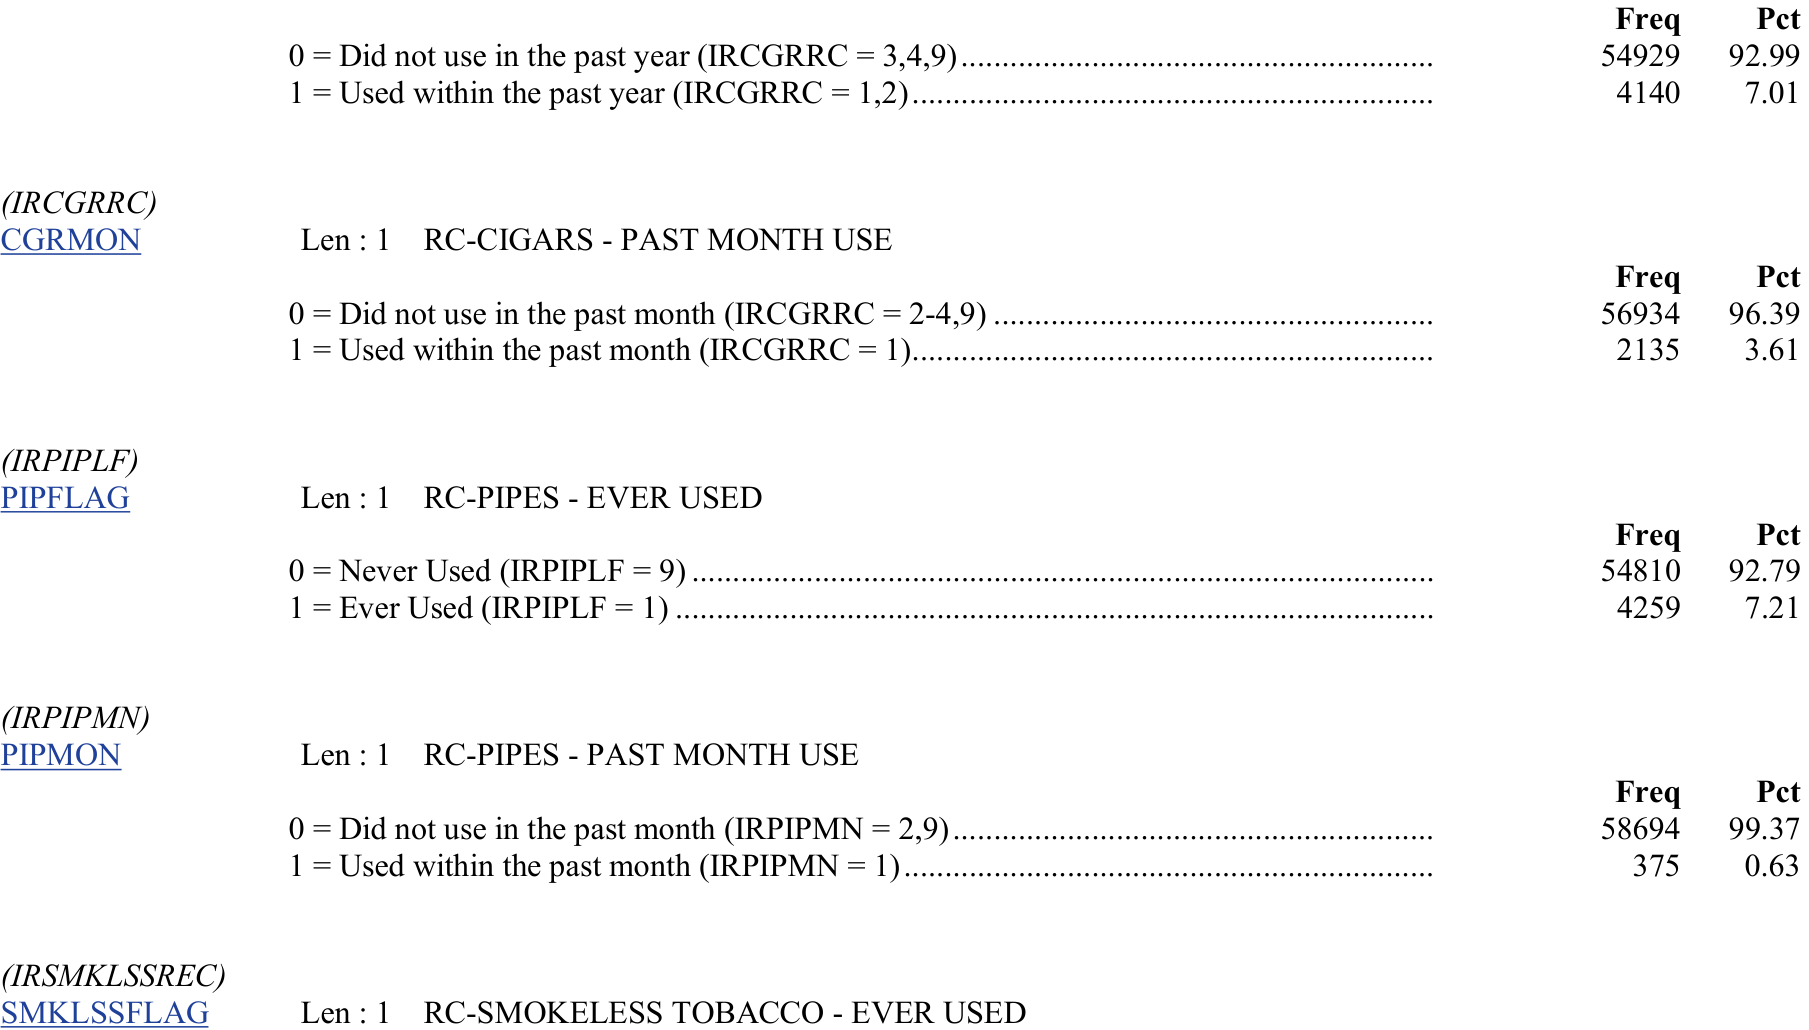 Freq Pct
0 = Did not use in the past year (IRCGRRC = 3,4,9)............................................................ 54929 92.99
1 = Used within the past year (IRCGRRC = 1,2).................................................................. 4140 7.01
(IRCGRRC)
CGRMON Len : 1 RC-CIGARS - PAST MONTH USE
Freq Pct
0 = Did not use in the past month (IRCGRRC = 2-4,9) ........................................................ 56934 96.39
1 = Used within the past month (IRCGRRC = 1).................................................................. 2135 3.61
(IRPIPLF)
PIPFLAG Len : 1 RC-PIPES - EVER USED
Freq Pct
0 = Never Used (IRPIPLF = 9) ............................................................................................. 54810 92.79
1 = Ever Used (IRPIPLF = 1) ............................................................................................... 4259 7.21
(IRPIPMN)
PIPMON Len : 1 RC-PIPES - PAST MONTH USE
Freq Pct
0 = Did not use in the past month (IRPIPMN = 2,9)............................................................. 58694 99.37
1 = Used within the past month (IRPIPMN = 1)................................................................... 375 0.63
(IRSMKLSSREC)
SMKLSSFLAG Len : 1 RC-SMOKELESS TOBACCO - EVER USED